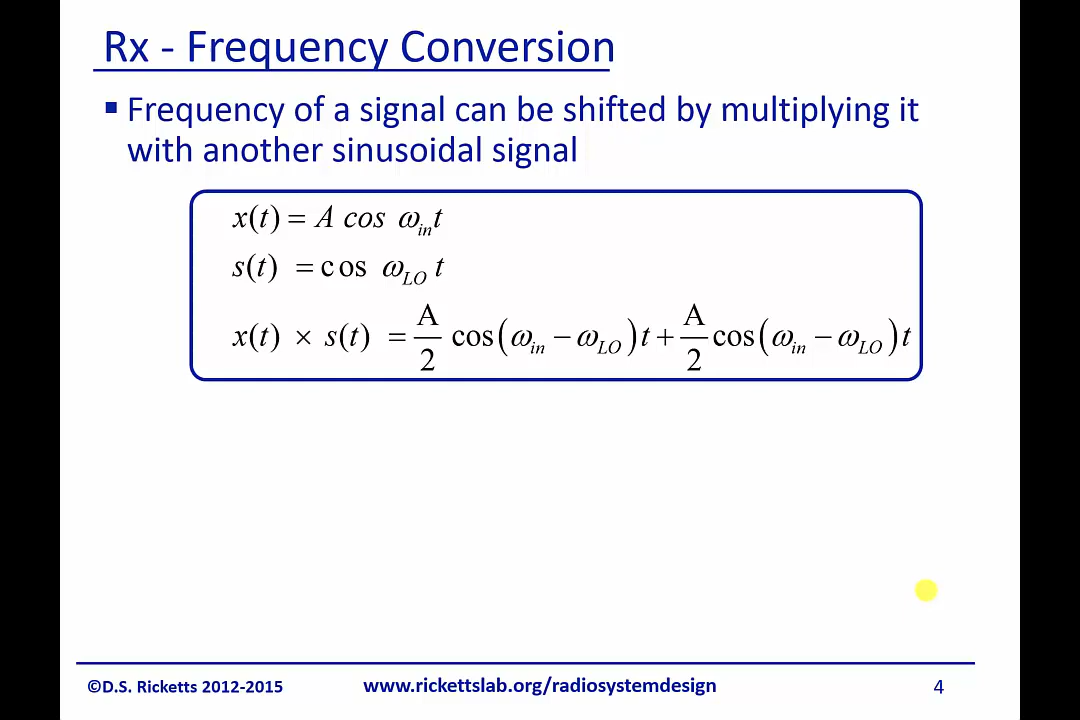 Rx - Frequency Conversion
▪ Frequency of a signal can be shifted by multiplying it
with another sinusoidal signal
x(t) = A cos ω_in t
s(t) = cos ω_LO t
x(t) × s(t) = A/2 cos(ω_in − ω_LO)t + A/2 cos(ω_in − ω_LO)t
©D.S. Ricketts 2012-2015 www.rickettslab.org/radiosystemdesign 4